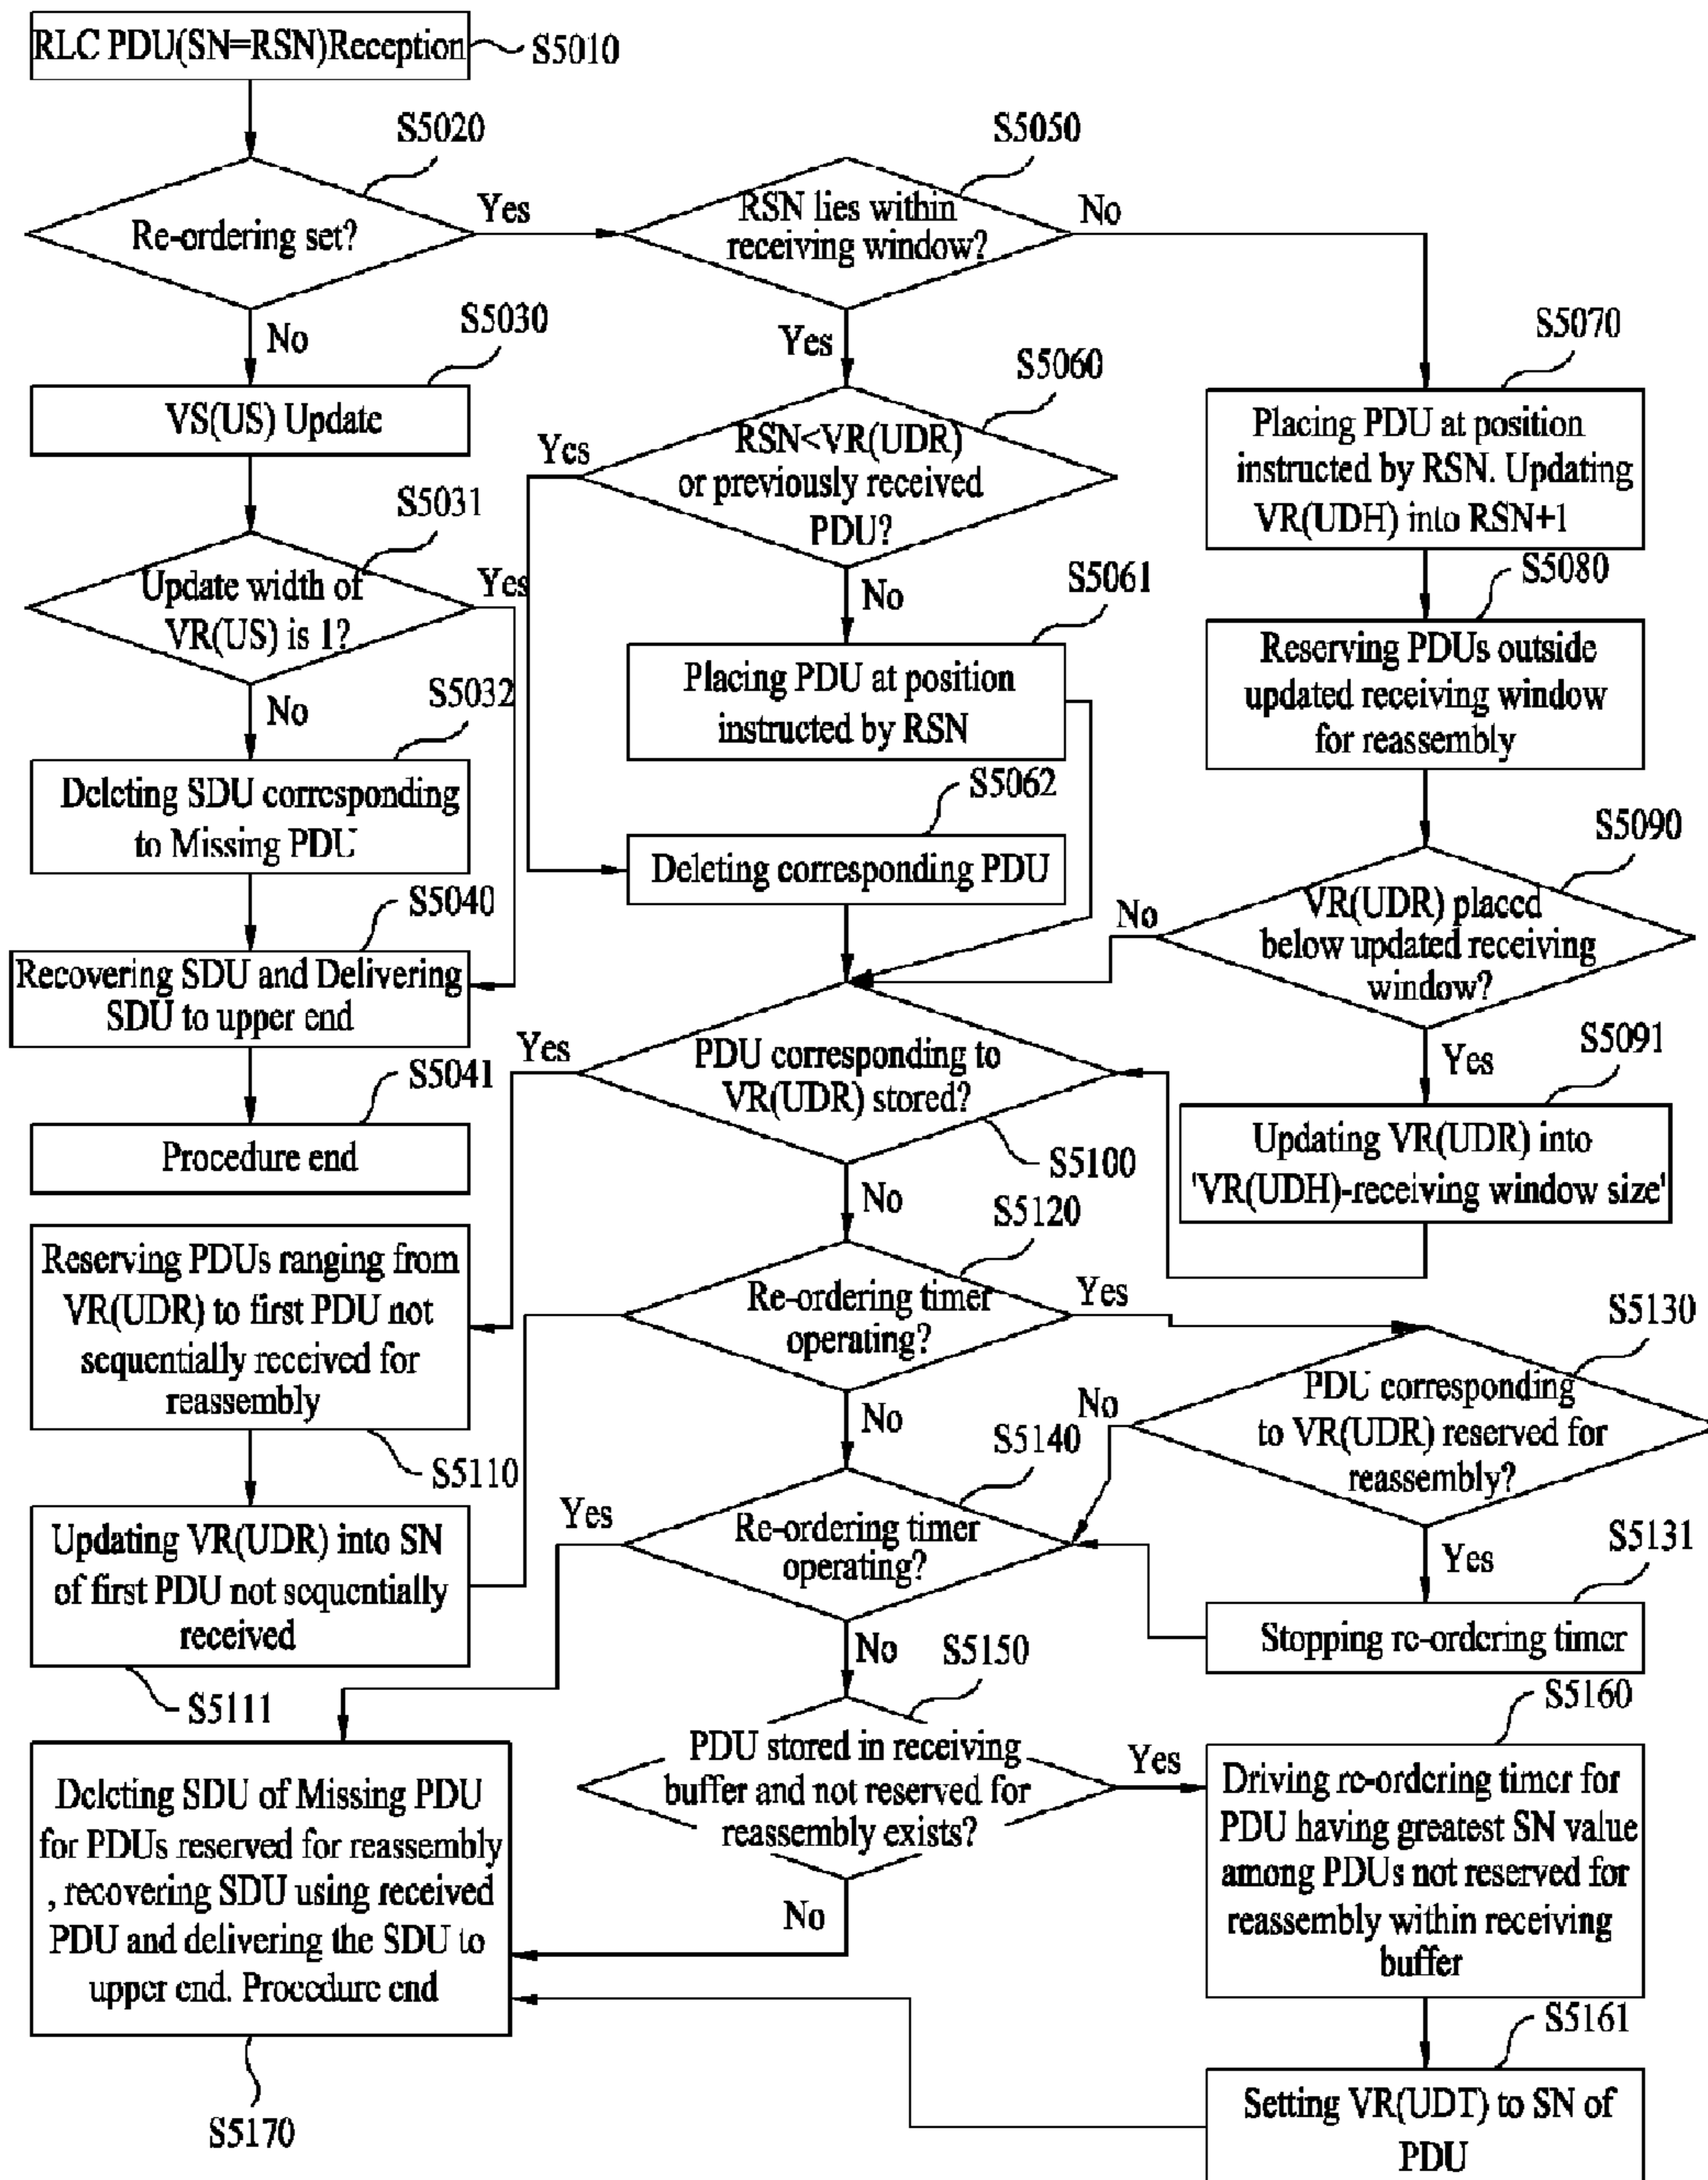 RLC PDU(SN=RSN)Reception
S5010
S5020
Re-ordering set?
Yes
No
S5050
RSN lies within
receiving window?
No
Yes
S5030
VS(US) Update
S5031
Update width of
VR(US) is 1?
Yes
No
S5032
Deleting SDU corresponding
to Missing PDU
S5040
Recovering SDU and Delivering
SDU to upper end
S5041
Procedure end
S5060
RSN<VR(UDR)
or previously received
PDU?
Yes
No
S5061
Placing PDU at position
instructed by RSN
S5062
Deleting corresponding PDU
S5070
Placing PDU at position
instructed by RSN. Updating
VR(UDH) into RSN+1
S5080
Reserving PDUs outside
updated receiving window
for reassembly
S5090
VR(UDR) placed
below updated receiving
window?
No
Yes
S5091
Updating VR(UDR) into
'VR(UDH)-receiving window size'
PDU corresponding to
VR(UDR) stored?
S5100
Yes
No
Reserving PDUs ranging from
VR(UDR) to first PDU not
sequentially received for
reassembly
S5110
Updating VR(UDR) into SN
of first PDU not sequentially
received
S5111
S5120
Re-ordering timer
operating?
Yes
No
S5130
PDU corresponding
to VR(UDR) reserved for
reassembly?
No
Yes
S5131
Stopping re-ordering timer
S5140
Re-ordering timer
operating?
Yes
No
S5150
PDU stored in receiving
buffer and not reserved for
reassembly exists?
Yes
No
S5160
Driving re-ordering timer for
PDU having greatest SN value
among PDUs not reserved for
reassembly within receiving
buffer
S5161
Setting VR(UDT) to SN of
PDU
Deleting SDU of Missing PDU
for PDUs reserved for reassembly
, recovering SDU using received
PDU and delivering the SDU to
upper end. Procedure end
S5170